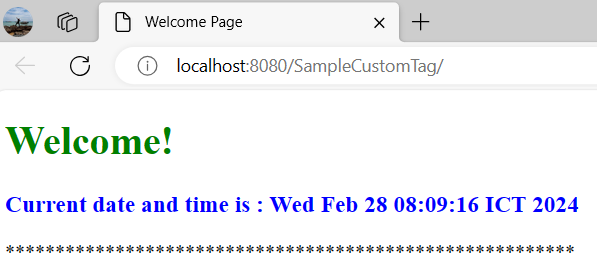 Welcome Page
localhost:8080/SampleCustomTag/
Welcome!
Current date and time is : Wed Feb 28 08:09:16 ICT 2024
*********************************************************